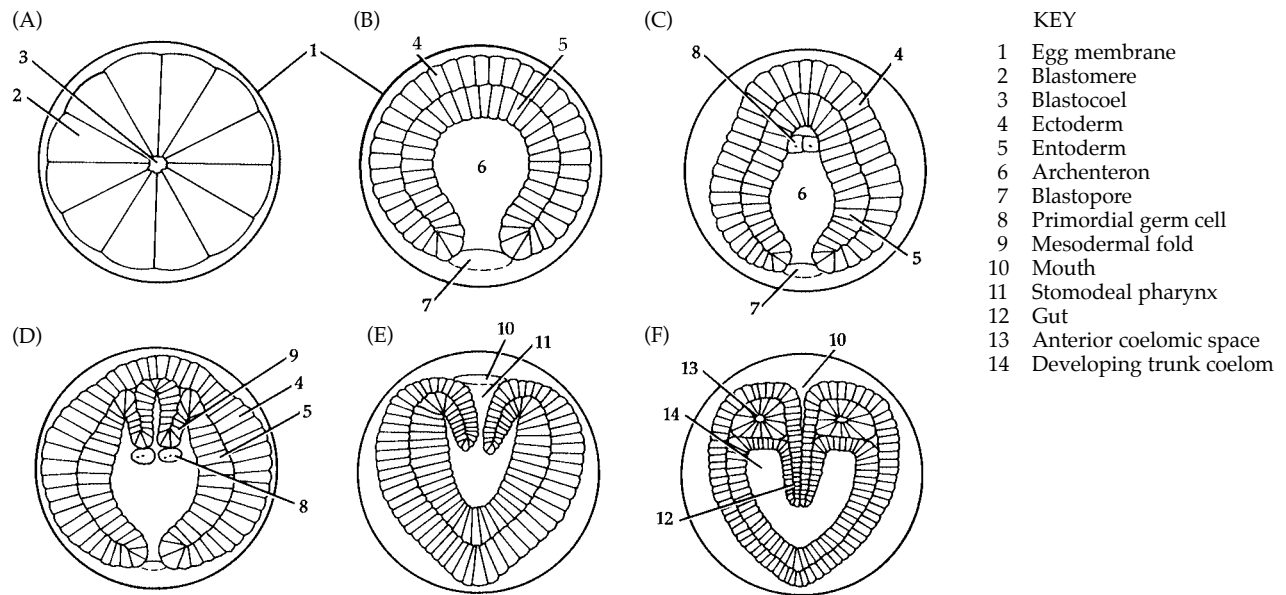 (A)
(B)
(C)
3
2
1
4
5
6
7
8
4
6
5
7
(D)
(E)
(F)
9
4
5
8
10
11
10
13
14
12
KEY
1 Egg membrane
2 Blastomere
3 Blastocoel
4 Ectoderm
5 Entoderm
6 Archenteron
7 Blastopore
8 Primordial germ cell
9 Mesodermal fold
10 Mouth
11 Stomodeal pharynx
12 Gut
13 Anterior coelomic space
14 Developing trunk coelom